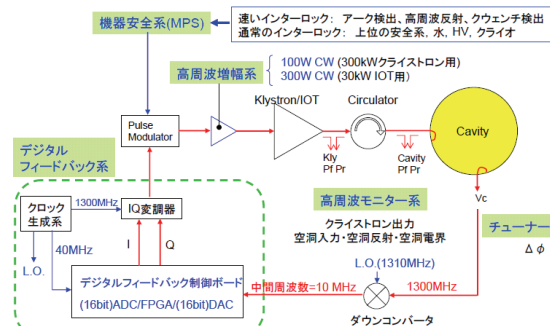 機器安全系(MPS)
速いインターロック: アーク検出、高周波反射、クウェンチ検出
通常のインターロック: 上位の安全系, 水, HV, クライオ
高周波増幅系
100W CW (300kWクライストロン用)
300W CW (30kW IOT用)
Klystron/IOT
Circulator
Pulse
Modulator
Cavity
Kly
Pf Pr
Cavity
Pf Pr
Vc
デジタル
フィードバック系
クロック
生成系
1300MHz
IQ変調器
40MHz
I
Q
L.O.
デジタルフィードバック制御ボード
(16bit)ADC/FPGA/(16bit)DAC
高周波モニター系
クライストロン出力
空洞入力・空洞反射・空洞電界
チューナー
Δφ
L.O.(1310MHz)
中間周波数=10 MHz
1300MHz
ダウンコンバータ